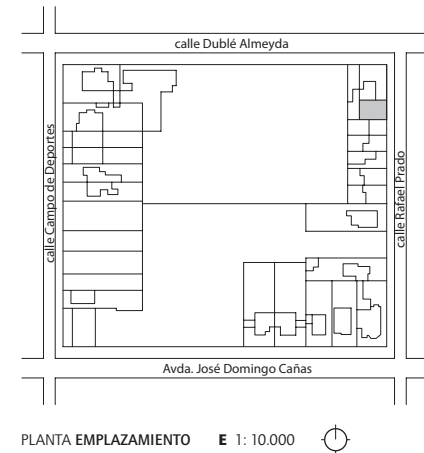 calle Dublé Almeyda
calle Campo de Deportes
calle Rafael Prado
Avda. José Domingo Cañas
PLANTA EMPLAZAMIENTO E 1: 10.000